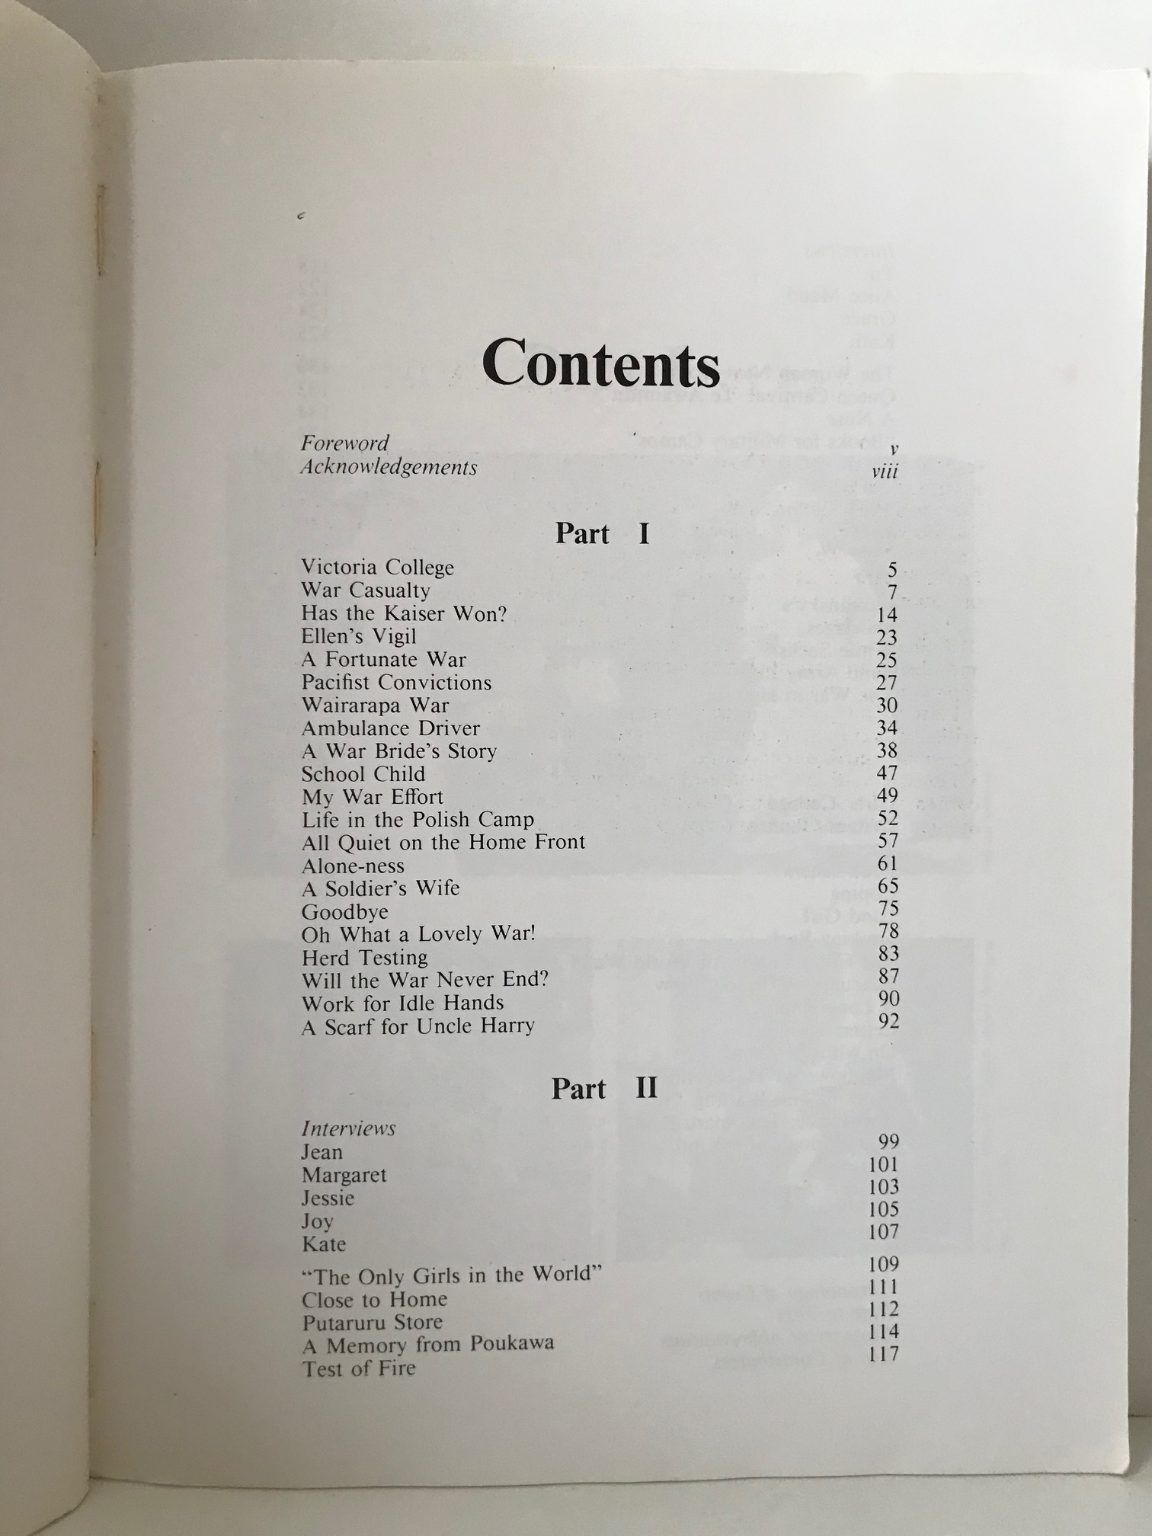 Contents
Foreword v
Acknowledgements viii
Part I
Victoria College 5
War Casualty 7
Has the Kaiser Won? 14
Ellen's Vigil 23
A Fortunate War 25
Pacifist Convictions 27
Wairarapa War 30
Ambulance Driver 34
A War Bride's Story 38
School Child 47
My War Effort 49
Life in the Polish Camp 52
All Quiet on the Home Front 57
Alone-ness 61
A Soldier's Wife 65
Goodbye 75
Oh What a Lovely War! 78
Herd Testing 83
Will the War Never End? 87
Work for Idle Hands 90
A Scarf for Uncle Harry 92
Part II
Interviews
Jean 99
Margaret 101
Jessie 103
Joy 105
Kate 107
“The Only Girls in the World” 109
Close to Home 111
Putaruru Store 112
A Memory from Poukawa 114
Test of Fire 117